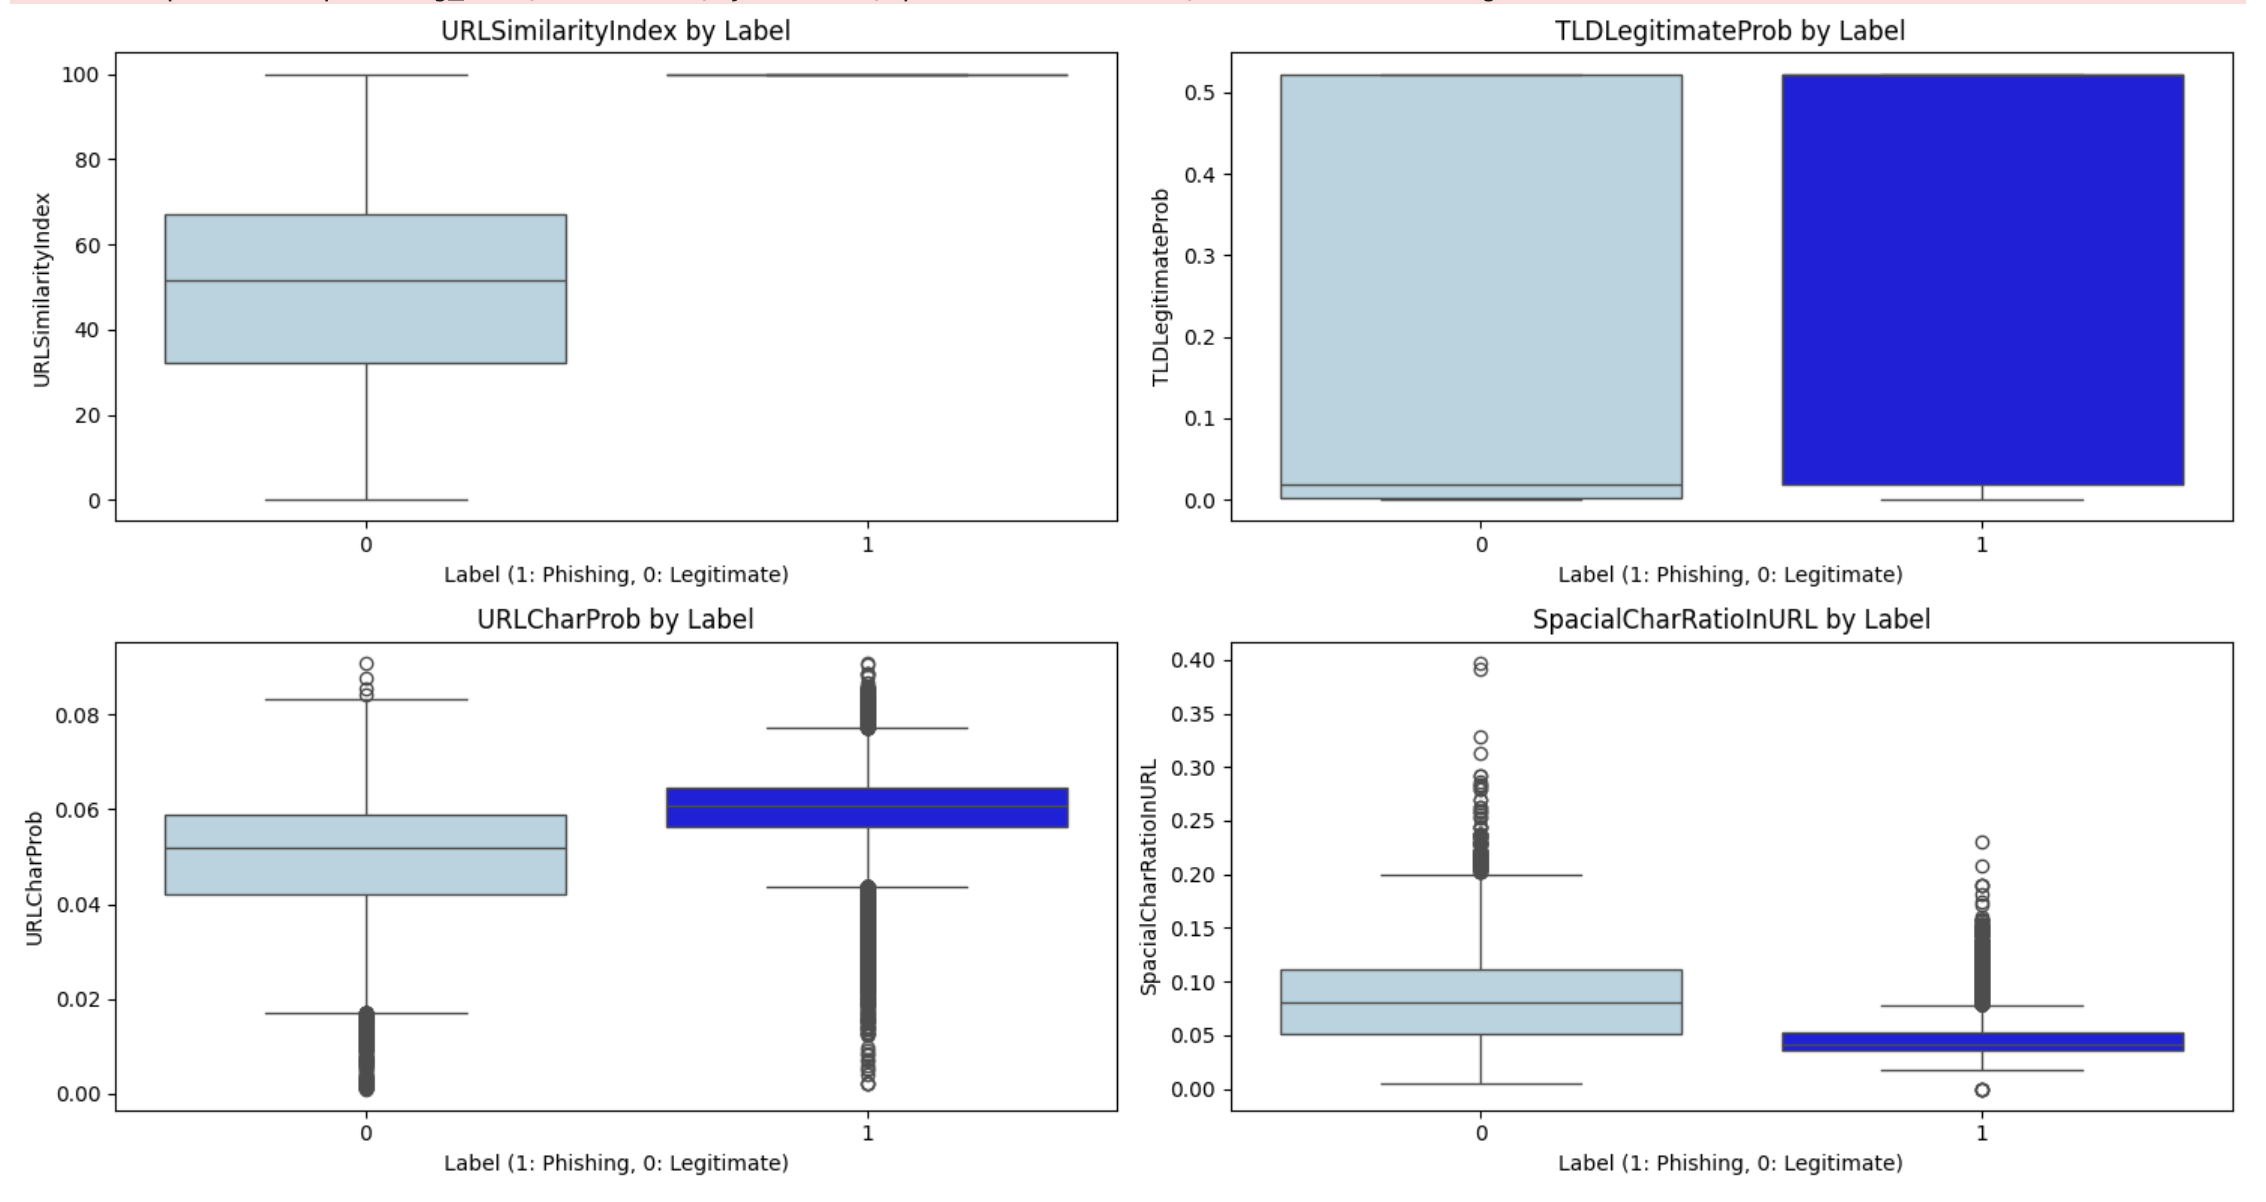 URLSimilarityIndex by Label
100
80
60
40
20
0
URLSimilarityIndex
0 1
Label (1: Phishing, 0: Legitimate)
TLDLegitimateProb by Label
0.5
0.4
0.3
0.2
0.1
0.0
TLDLegitimateProb
0 1
Label (1: Phishing, 0: Legitimate)
URLCharProb by Label
0.08
0.06
0.04
0.02
0.00
URLCharProb
0 1
Label (1: Phishing, 0: Legitimate)
SpacialCharRatioInURL by Label
0.40
0.35
0.30
0.25
0.20
0.15
0.10
0.05
0.00
SpacialCharRatioInURL
0 1
Label (1: Phishing, 0: Legitimate)